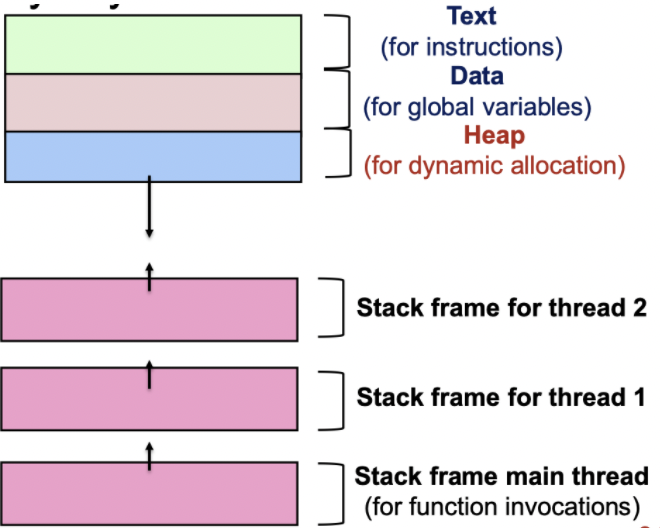 Text
(for instructions)
Data
(for global variables)
Heap
(for dynamic allocation)
Stack frame for thread 2
Stack frame for thread 1
Stack frame main thread
(for function invocations)